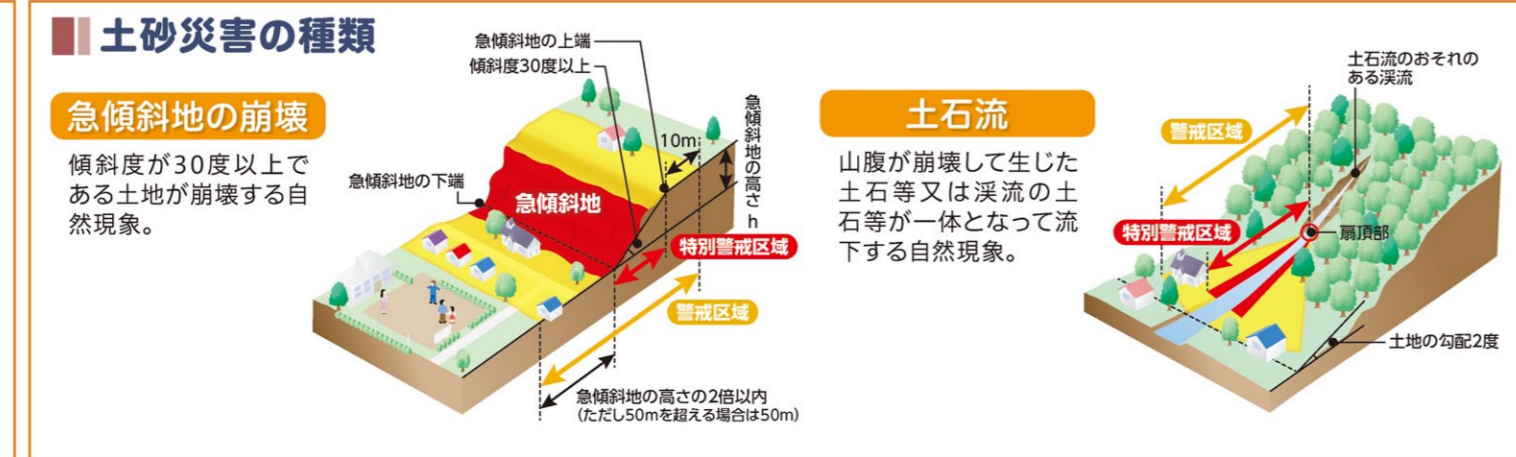 土砂災害の種類
急傾斜地の崩壊
傾斜度が30度以上で
ある土地が崩壊する自
然現象。
急傾斜地の上端
傾斜度30度以上
10m
急傾斜地の高さh
急傾斜地の下端
急傾斜地
特別警戒区域
警戒区域
急傾斜地の高さの2倍以内
(ただし50mを超える場合は50m)
土石流
山腹が崩壊して生じた
土石等又は渓流の土
石等が一体となって流
下する自然現象。
土石流のおそれの
ある渓流
警戒区域
特別警戒区域
扇頂部
土地の勾配2度